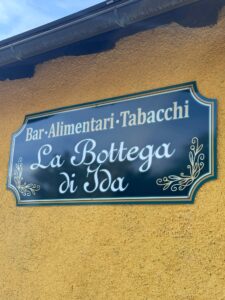 Bar·Alimentari·Tabacchi
La Bottega
di Ida